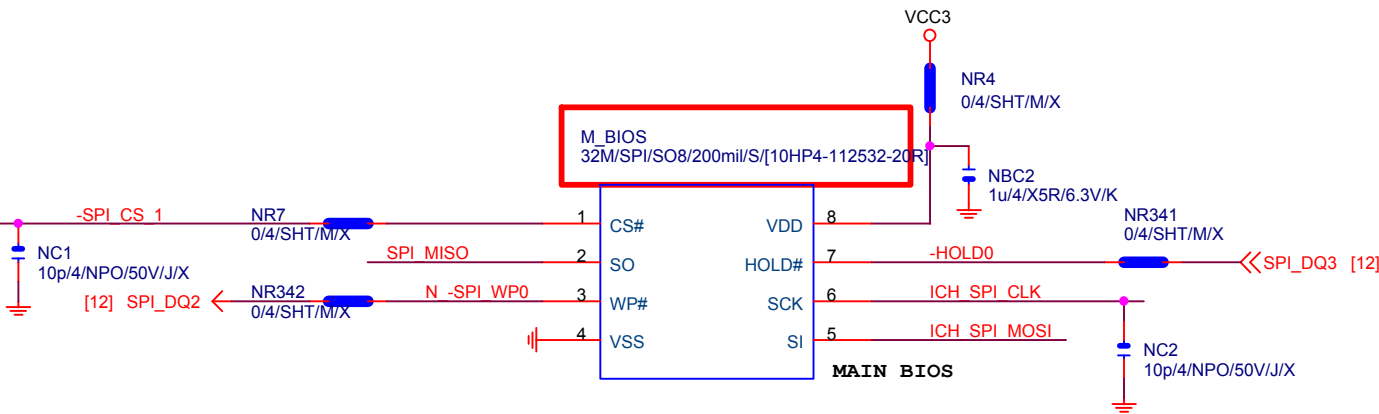 VCC3
NR4
0/4/SHT/M/X
M_BIOS
32M/SPI/SO8/200mil/S/[10HP4-112532-20R]
NBC2
1u/4/X5R/6.3V/K
-SPI_CS_1
NR7
0/4/SHT/M/X
1
CS#
VDD
8
NR341
0/4/SHT/M/X
NC1
10p/4/NPO/50V/J/X
SPI_MISO
2
SO
HOLD#
7
-HOLD0
SPI_DQ3 [12]
[12] SPI_DQ2
NR342
0/4/SHT/M/X
N_-SPI_WP0
3
WP#
SCK
6
ICH_SPI_CLK
4
VSS
SI
5
ICH_SPI_MOSI
NC2
10p/4/NPO/50V/J/X
MAIN BIOS